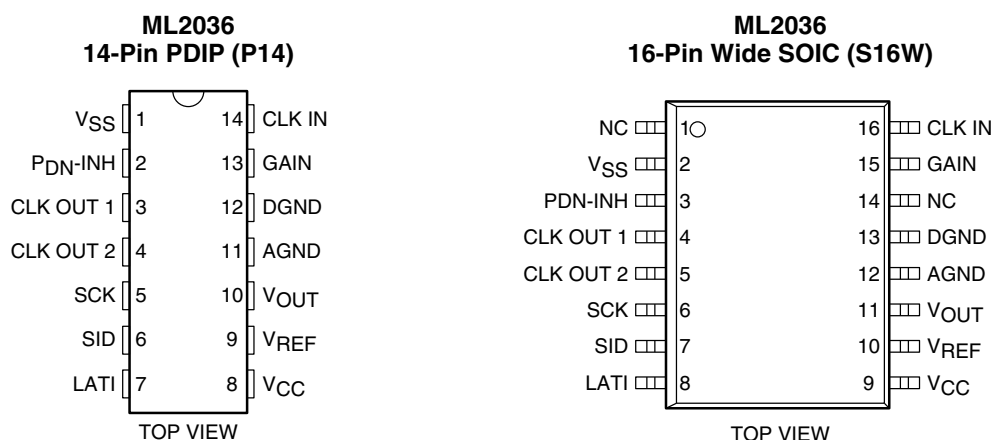 ML2036
14-Pin PDIP (P14)
VSS 1 14 CLK IN
PDN-INH 2 13 GAIN
CLK OUT 1 3 12 DGND
CLK OUT 2 4 11 AGND
SCK 5 10 VOUT
SID 6 9 VREF
LATI 7 8 VCC
TOP VIEW
ML2036
16-Pin Wide SOIC (S16W)
NC 1 16 CLK IN
VSS 2 15 GAIN
PDN-INH 3 14 NC
CLK OUT 1 4 13 DGND
CLK OUT 2 5 12 AGND
SCK 6 11 VOUT
SID 7 10 VREF
LATI 8 9 VCC
TOP VIEW